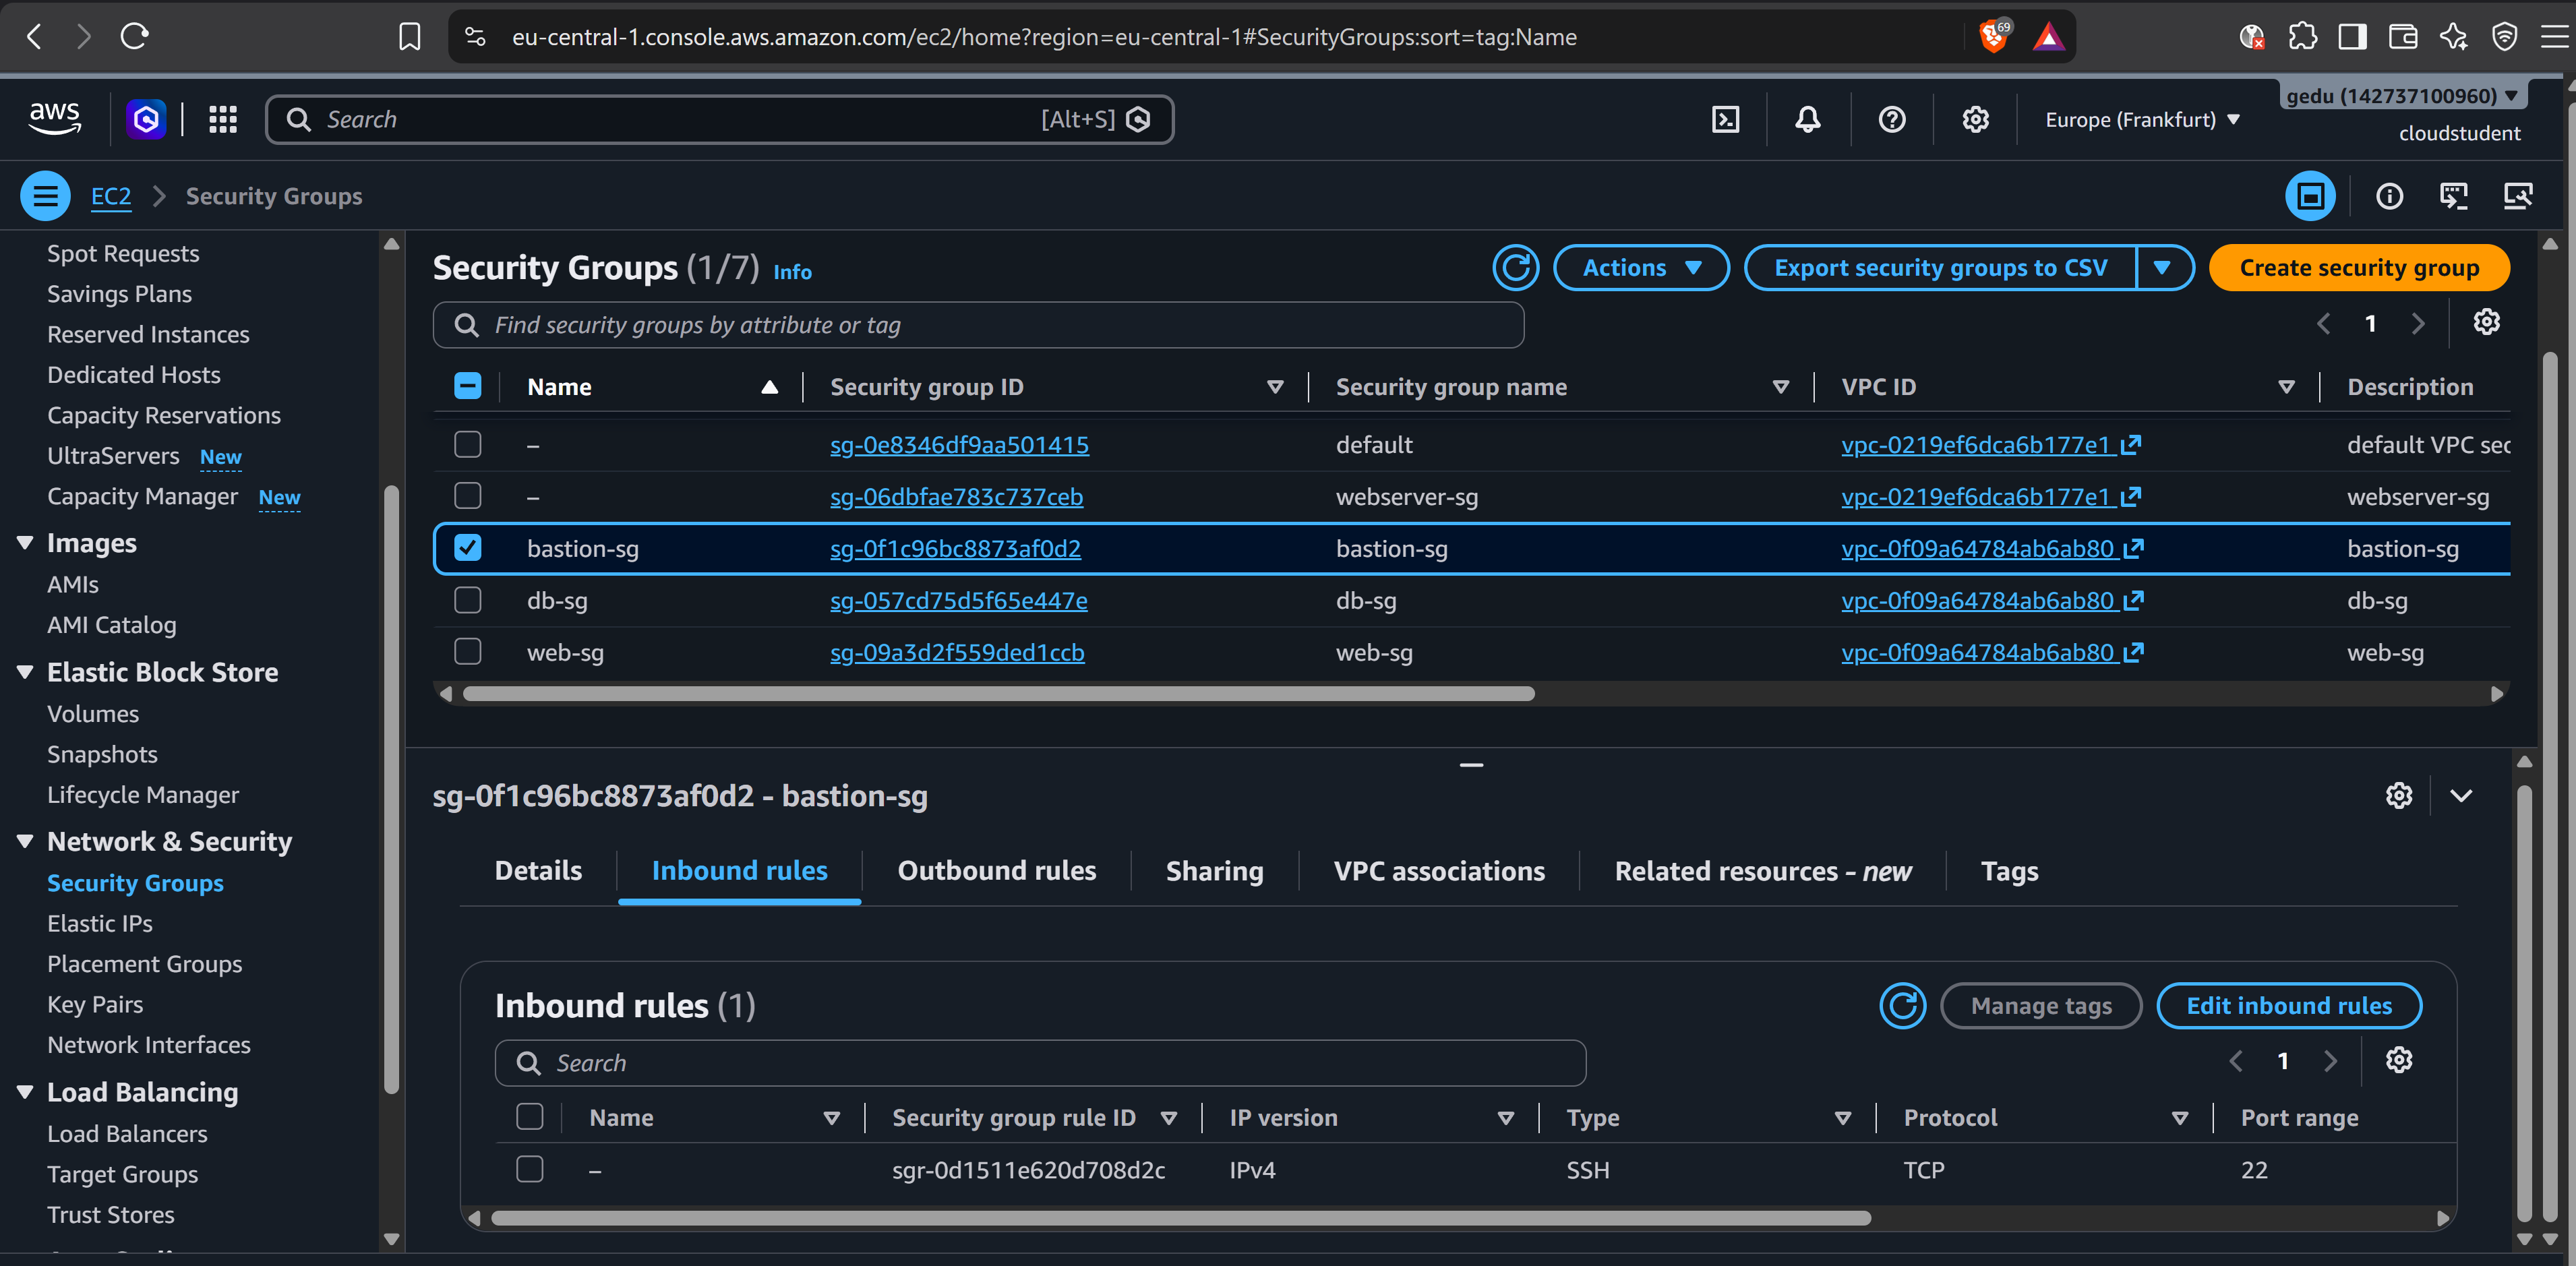 eu-central-1.console.aws.amazon.com/ec2/home?region=eu-central-1#SecurityGroups:sort=tag:Name
69
aws
Search
[Alt+S]
Europe (Frankfurt)
gedu (142737100960)
cloudstudent
EC2
Security Groups
Spot Requests
Savings Plans
Reserved Instances
Dedicated Hosts
Capacity Reservations
UltraServers New
Capacity Manager New
Images
AMIs
AMI Catalog
Elastic Block Store
Volumes
Snapshots
Lifecycle Manager
Network & Security
Security Groups
Elastic IPs
Placement Groups
Key Pairs
Network Interfaces
Load Balancing
Load Balancers
Target Groups
Trust Stores
Security Groups (1/7) Info
Actions
Export security groups to CSV
Create security group
Find security groups by attribute or tag
1
Name Security group ID Security group name VPC ID Description
– sg-0e8346df9aa501415 default vpc-0219ef6dca6b177e1 default VPC sec
– sg-06dbfae783c737ceb webserver-sg vpc-0219ef6dca6b177e1 webserver-sg
bastion-sg sg-0f1c96bc8873af0d2 bastion-sg vpc-0f09a64784ab6ab80 bastion-sg
db-sg sg-057cd75d5f65e447e db-sg vpc-0f09a64784ab6ab80 db-sg
web-sg sg-09a3d2f559ded1ccb web-sg vpc-0f09a64784ab6ab80 web-sg
sg-0f1c96bc8873af0d2 - bastion-sg
Details Inbound rules Outbound rules Sharing VPC associations Related resources – new Tags
Inbound rules (1)
Manage tags
Edit inbound rules
Search
1
Name Security group rule ID IP version Type Protocol Port range
– sgr-0d1511e620d708d2c IPv4 SSH TCP 22